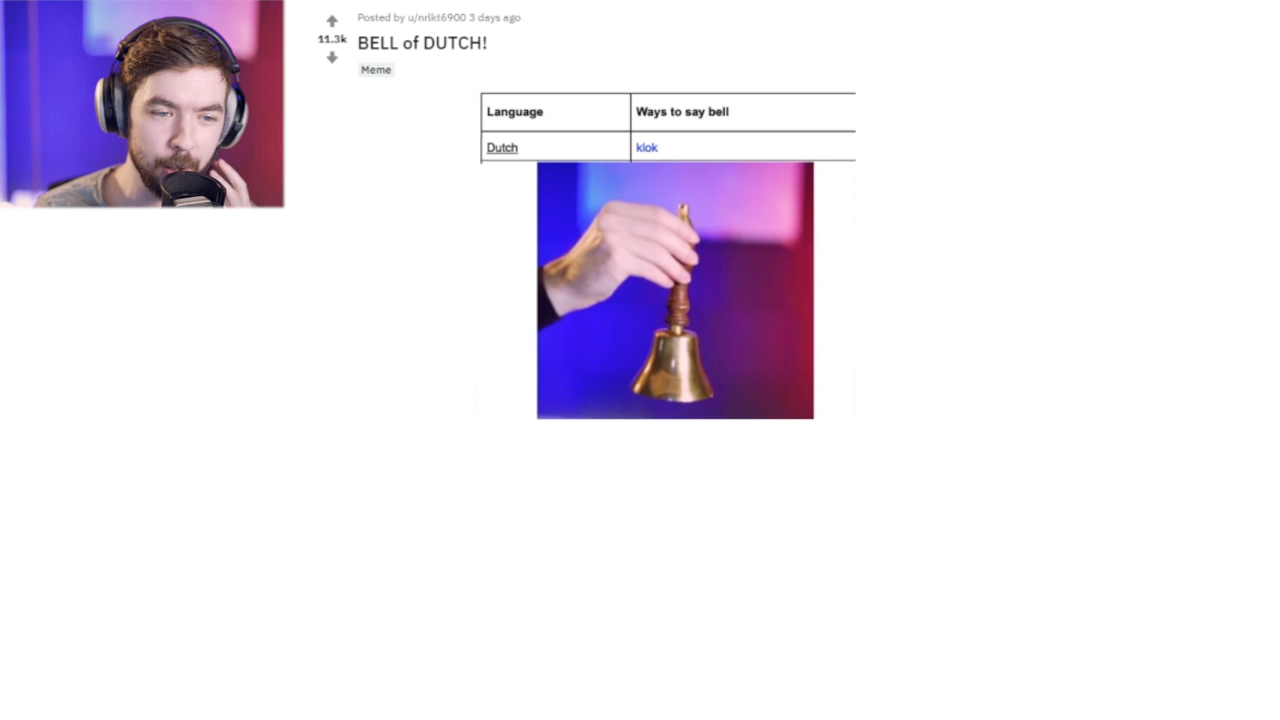 Posted by u/nrlkt6900 3 days ago
11.3k
BELL of DUTCH!
Meme
Language Ways to say bell
Dutch klok